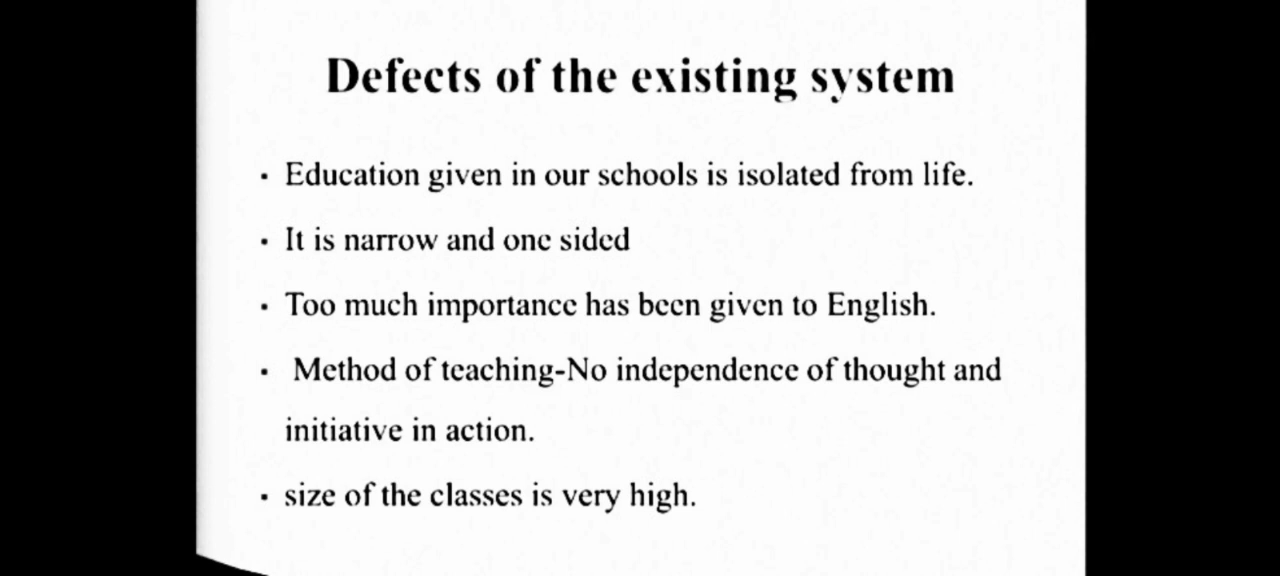 Defects of the existing system
• Education given in our schools is isolated from life.
• It is narrow and one sided
• Too much importance has been given to English.
• Method of teaching-No independence of thought and
initiative in action.
• size of the classes is very high.